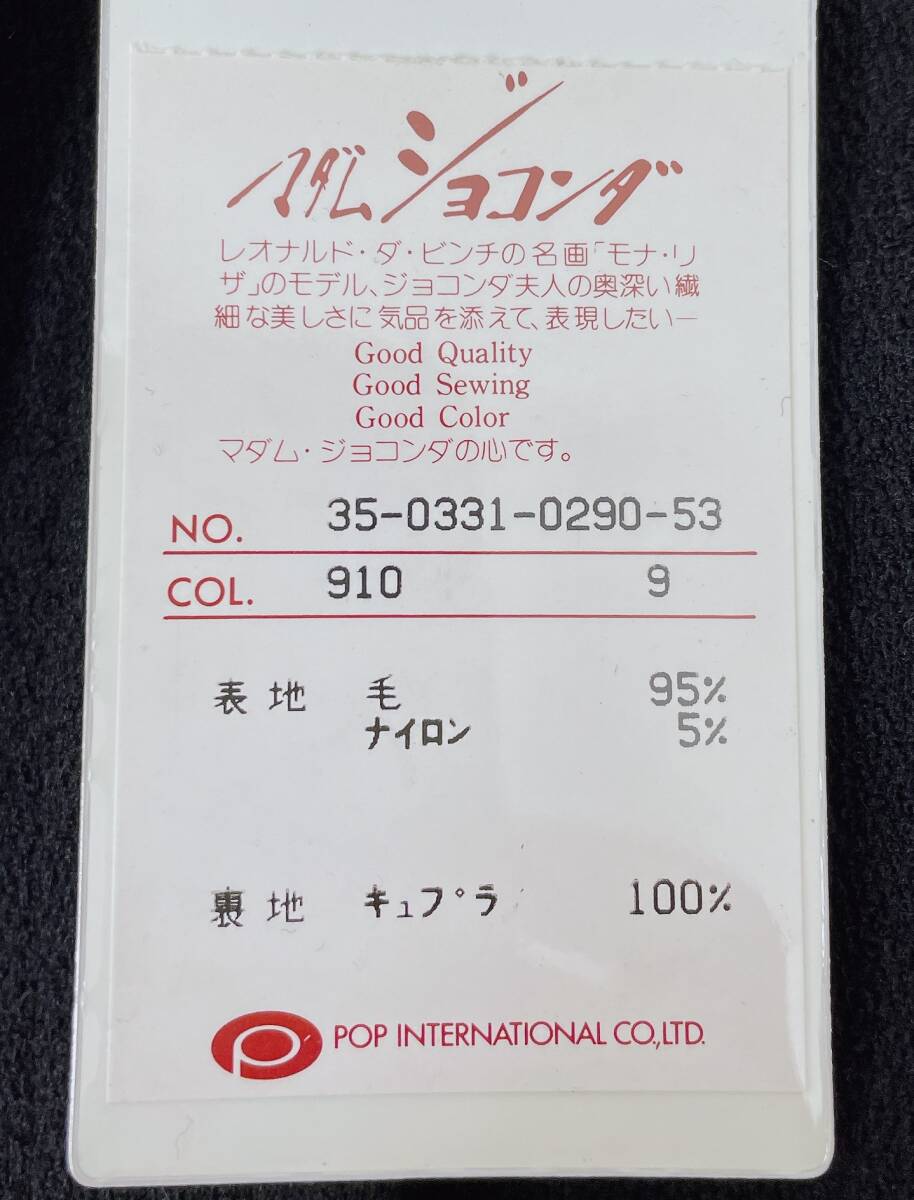 マダム ジョコンダ
レオナルド・ダ・ビンチの名画「モナ・リ
ザ」のモデル、ジョコンダ夫人の奥深い繊
細な美しさに気品を添えて、表現したい―
Good Quality
Good Sewing
Good Color
マダム・ジョコンダの心です。
NO. 35-0331-0290-53
COL. 910 9
表地 毛 95%
ナイロン 5%
裏地 キュプラ 100%
P POP INTERNATIONAL CO.,LTD.